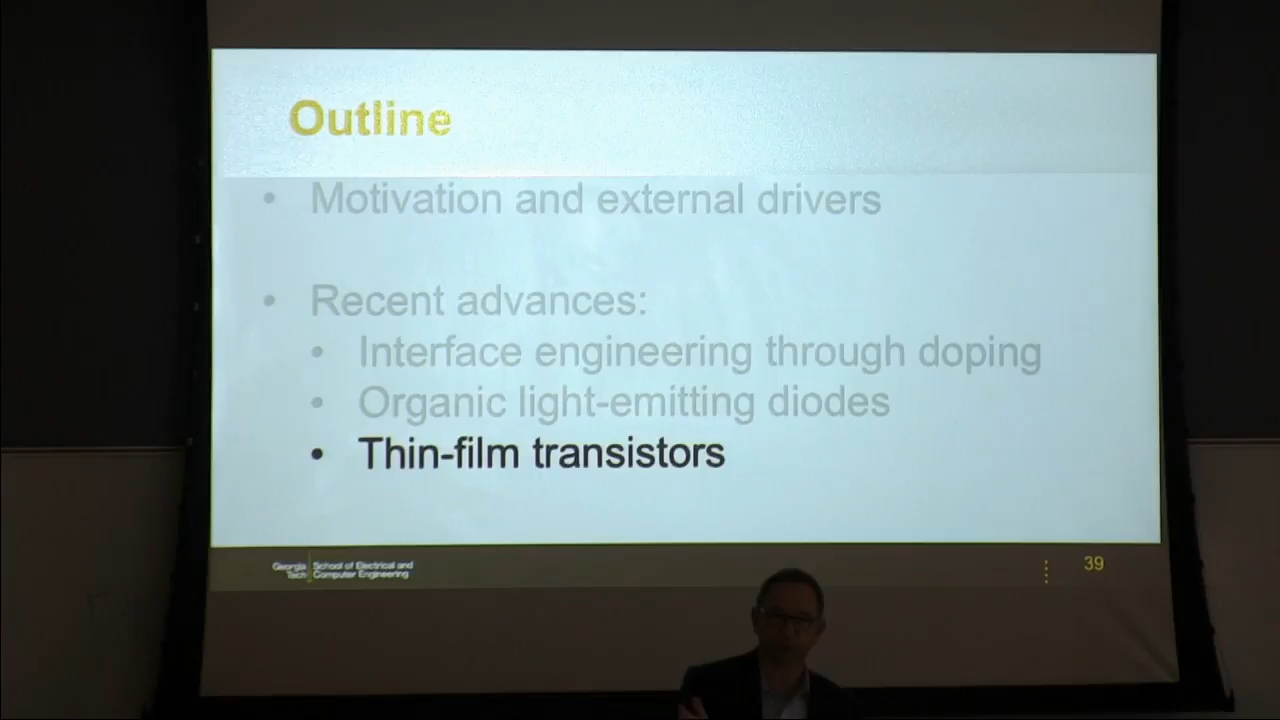 Outline
• Motivation and external drivers
• Recent advances:
• Interface engineering through doping
• Organic light-emitting diodes
• Thin-film transistors
Georgia Tech School of Electrical and Computer Engineering
39